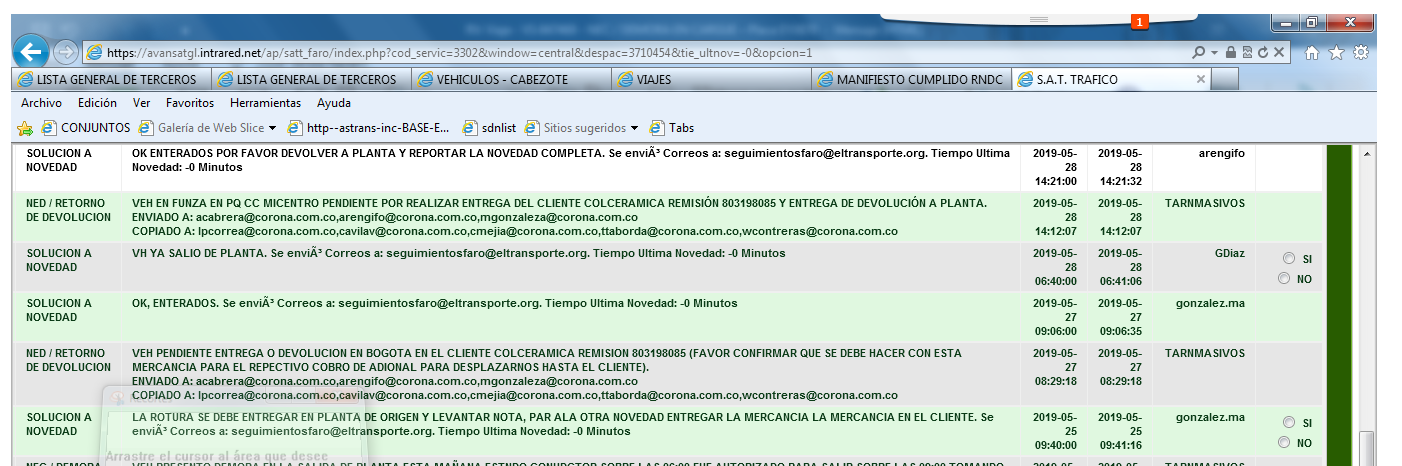 1
https://avansatgl.intrared.net/ap/satt_faro/index.php?cod_servic=3302&window=central&despac=3710454&tie_ultnov=-0&opcion=1
LISTA GENERAL DE TERCEROS LISTA GENERAL DE TERCEROS VEHICULOS - CABEZOTE VIAJES MANIFIESTO CUMPLIDO RNDC S.A.T. TRAFICO
Archivo Edición Ver Favoritos Herramientas Ayuda
CONJUNTOS Galería de Web Slice http--astrans-inc-BASE-E... sdnlist Sitios sugeridos Tabs
SOLUCION A OK ENTERADOS POR FAVOR DEVOLVER A PLANTA Y REPORTAR LA NOVEDAD COMPLETA. Se enviÃ³ Correos a: seguimientosfaro@eltransporte.org. Tiempo Ultima 2019-05- 2019-05- arengifo
NOVEDAD Novedad: -0 Minutos 28 28
14:21:00 14:21:32
NED / RETORNO VEH EN FUNZA EN PQ CC MICENTRO PENDIENTE POR REALIZAR ENTREGA DEL CLIENTE COLCERAMICA REMISIÓN 803198085 Y ENTREGA DE DEVOLUCIÓN A PLANTA. 2019-05- 2019-05- TARNMASIVOS
DE DEVOLUCION ENVIADO A: acabrera@corona.com.co,arengifo@corona.com.co,mgonzaleza@corona.com.co 28 28
COPIADO A: lpcorrea@corona.com.co,cavilav@corona.com.co,cmejia@corona.com.co,ttaborda@corona.com.co,wcontreras@corona.com.co 14:12:07 14:12:07
SOLUCION A VH YA SALIO DE PLANTA. Se enviÃ³ Correos a: seguimientosfaro@eltransporte.org. Tiempo Ultima Novedad: -0 Minutos 2019-05- 2019-05- GDiaz SI
NOVEDAD 28 28
06:40:00 06:41:06 NO
SOLUCION A OK, ENTERADOS. Se enviÃ³ Correos a: seguimientosfaro@eltransporte.org. Tiempo Ultima Novedad: -0 Minutos 2019-05- 2019-05- gonzalez.ma
NOVEDAD 27 27
09:06:00 09:06:35
NED / RETORNO VEH PENDIENTE ENTREGA O DEVOLUCION EN BOGOTA EN EL CLIENTE COLCERAMICA REMISION 803198085 (FAVOR CONFIRMAR QUE SE DEBE HACER CON ESTA 2019-05- 2019-05- TARNMASIVOS
DE DEVOLUCION MERCANCIA PARA EL REPECTIVO COBRO DE ADIONAL PARA DESPLAZARNOS HASTA EL CLIENTE). 27 27
ENVIADO A: acabrera@corona.com.co,arengifo@corona.com.co,mgonzaleza@corona.com.co 08:29:18 08:29:18
COPIADO A: lpcorrea@corona.com.co,cavilav@corona.com.co,cmejia@corona.com.co,ttaborda@corona.com.co,wcontreras@corona.com.co
SOLUCION A LA ROTURA SE DEBE ENTREGAR EN PLANTA DE ORIGEN Y LEVANTAR NOTA, PAR ALA OTRA NOVEDAD ENTREGAR LA MERCANCIA LA MERCANCIA EN EL CLIENTE. Se 2019-05- 2019-05- gonzalez.ma SI
NOVEDAD enviÃ³ Correos a: seguimientosfaro@eltransporte.org. Tiempo Ultima Novedad: -0 Minutos 25 25
09:40:00 09:41:16 NO
Arrastre el cursor al área que desee